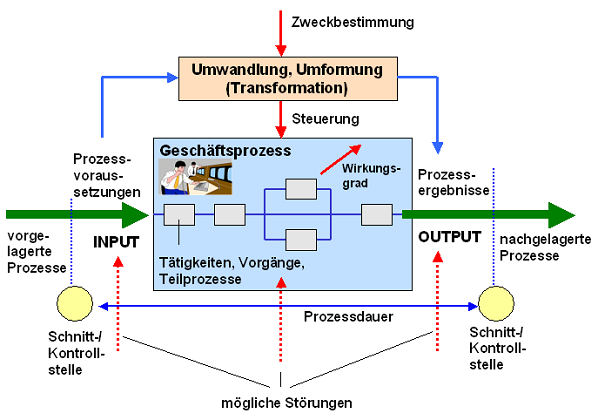 Zweckbestimmung
Umwandlung, Umformung
(Transformation)
Steuerung
Geschäftsprozess
Wirkungs-
grad
Prozess-
voraus-
setzungen
Prozess-
ergebnisse
vorge-
lagerte
Prozesse
INPUT
OUTPUT
nachgelagerte
Prozesse
Tätigkeiten, Vorgänge,
Teilprozesse
Prozessdauer
Schnitt-/
Kontroll-
stelle
Schnitt-/
Kontroll-
stelle
mögliche Störungen